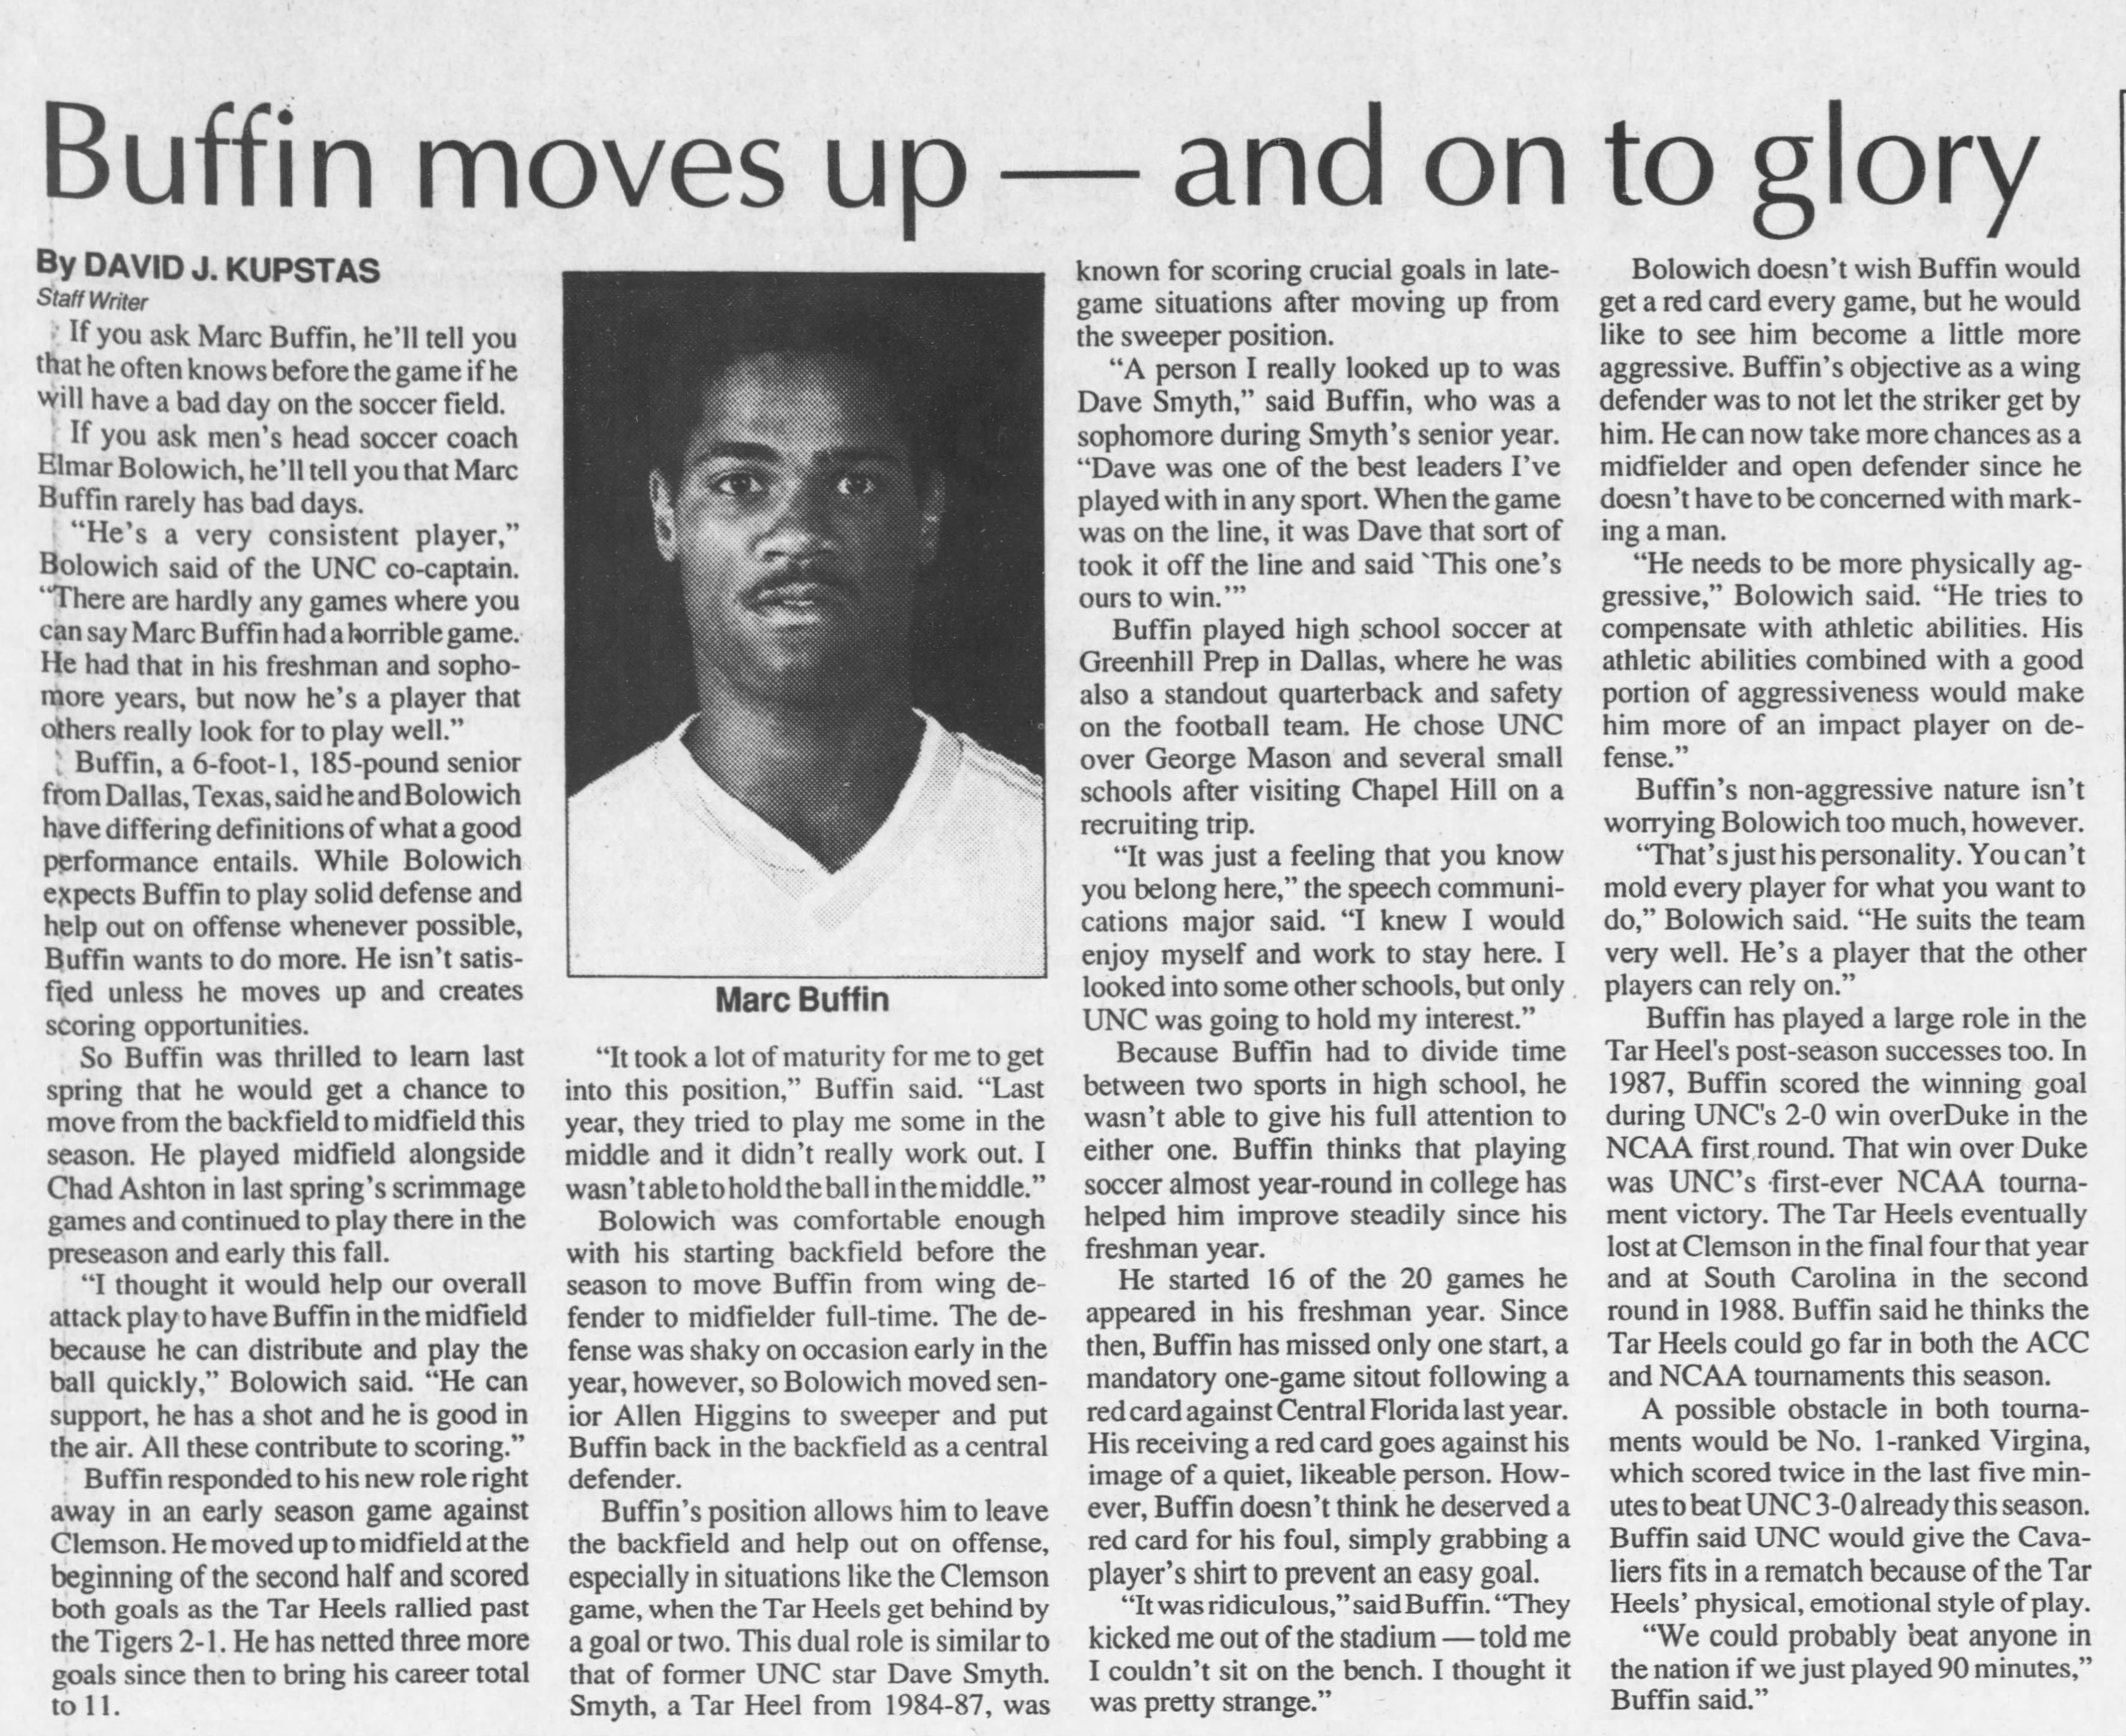 Buffin moves up — and on to glory
By DAVID J. KUPSTAS
Staff Writer
If you ask Marc Buffin, he'll tell you
that he often knows before the game if he
will have a bad day on the soccer field.
If you ask men's head soccer coach
Elmar Bolowich, he'll tell you that Marc
Buffin rarely has bad days.
“He's a very consistent player,”
Bolowich said of the UNC co-captain.
“There are hardly any games where you
can say Marc Buffin had a horrible game.
He had that in his freshman and sopho-
more years, but now he's a player that
others really look for to play well.”
Buffin, a 6-foot-1, 185-pound senior
from Dallas, Texas, said he and Bolowich
have differing definitions of what a good
performance entails. While Bolowich
expects Buffin to play solid defense and
help out on offense whenever possible,
Buffin wants to do more. He isn't satis-
fied unless he moves up and creates
scoring opportunities.
So Buffin was thrilled to learn last
spring that he would get a chance to
move from the backfield to midfield this
season. He played midfield alongside
Chad Ashton in last spring's scrimmage
games and continued to play there in the
preseason and early this fall.
“I thought it would help our overall
attack play to have Buffin in the midfield
because he can distribute and play the
ball quickly,” Bolowich said. “He can
support, he has a shot and he is good in
the air. All these contribute to scoring.”
Buffin responded to his new role right
away in an early season game against
Clemson. He moved up to midfield at the
beginning of the second half and scored
both goals as the Tar Heels rallied past
the Tigers 2-1. He has netted three more
goals since then to bring his career total
to 11.
Marc Buffin
“It took a lot of maturity for me to get
into this position,” Buffin said. “Last
year, they tried to play me some in the
middle and it didn't really work out. I
wasn't able to hold the ball in the middle.”
Bolowich was comfortable enough
with his starting backfield before the
season to move Buffin from wing de-
fender to midfielder full-time. The de-
fense was shaky on occasion early in the
year, however, so Bolowich moved sen-
ior Allen Higgins to sweeper and put
Buffin back in the backfield as a central
defender.
Buffin's position allows him to leave
the backfield and help out on offense,
especially in situations like the Clemson
game, when the Tar Heels get behind by
a goal or two. This dual role is similar to
that of former UNC star Dave Smyth.
Smyth, a Tar Heel from 1984-87, was
known for scoring crucial goals in late-
game situations after moving up from
the sweeper position.
“A person I really looked up to was
Dave Smyth,” said Buffin, who was a
sophomore during Smyth's senior year.
“Dave was one of the best leaders I've
played with in any sport. When the game
was on the line, it was Dave that sort of
took it off the line and said `This one's
ours to win.'”
Buffin played high school soccer at
Greenhill Prep in Dallas, where he was
also a standout quarterback and safety
on the football team. He chose UNC
over George Mason and several small
schools after visiting Chapel Hill on a
recruiting trip.
“It was just a feeling that you know
you belong here,” the speech communi-
cations major said. “I knew I would
enjoy myself and work to stay here. I
looked into some other schools, but only
UNC was going to hold my interest.”
Because Buffin had to divide time
between two sports in high school, he
wasn't able to give his full attention to
either one. Buffin thinks that playing
soccer almost year-round in college has
helped him improve steadily since his
freshman year.
He started 16 of the 20 games he
appeared in his freshman year. Since
then, Buffin has missed only one start, a
mandatory one-game sitout following a
red card against Central Florida last year.
His receiving a red card goes against his
image of a quiet, likeable person. How-
ever, Buffin doesn't think he deserved a
red card for his foul, simply grabbing a
player's shirt to prevent an easy goal.
“It was ridiculous,” said Buffin. “They
kicked me out of the stadium — told me
I couldn't sit on the bench. I thought it
was pretty strange.”
Bolowich doesn't wish Buffin would
get a red card every game, but he would
like to see him become a little more
aggressive. Buffin's objective as a wing
defender was to not let the striker get by
him. He can now take more chances as a
midfielder and open defender since he
doesn't have to be concerned with mark-
ing a man.
“He needs to be more physically ag-
gressive,” Bolowich said. “He tries to
compensate with athletic abilities. His
athletic abilities combined with a good
portion of aggressiveness would make
him more of an impact player on de-
fense.”
Buffin's non-aggressive nature isn't
worrying Bolowich too much, however.
“That's just his personality. You can't
mold every player for what you want to
do,” Bolowich said. “He suits the team
very well. He's a player that the other
players can rely on.”
Buffin has played a large role in the
Tar Heel's post-season successes too. In
1987, Buffin scored the winning goal
during UNC's 2-0 win overDuke in the
NCAA first round. That win over Duke
was UNC's first-ever NCAA tourna-
ment victory. The Tar Heels eventually
lost at Clemson in the final four that year
and at South Carolina in the second
round in 1988. Buffin said he thinks the
Tar Heels could go far in both the ACC
and NCAA tournaments this season.
A possible obstacle in both tourna-
ments would be No. 1-ranked Virgina,
which scored twice in the last five min-
utes to beat UNC 3-0 already this season.
Buffin said UNC would give the Cava-
liers fits in a rematch because of the Tar
Heels' physical, emotional style of play.
“We could probably beat anyone in
the nation if we just played 90 minutes,”
Buffin said.”